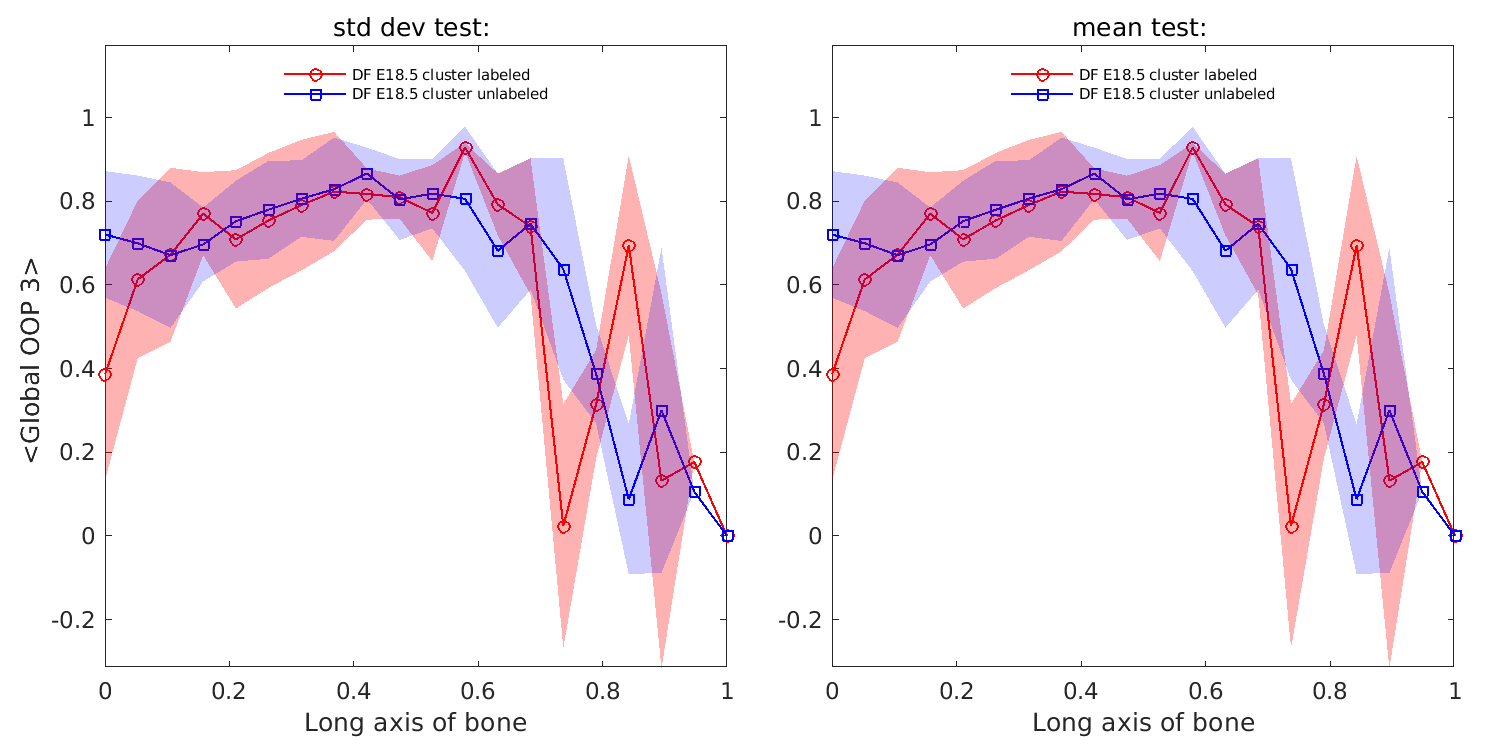 std dev test:
DF E18.5 cluster labeled
DF E18.5 cluster unlabeled
<Global OOP 3>
1
0.8
0.6
0.4
0.2
0
-0.2
0 0.2 0.4 0.6 0.8 1
Long axis of bone
mean test:
DF E18.5 cluster labeled
DF E18.5 cluster unlabeled
1
0.8
0.6
0.4
0.2
0
-0.2
0 0.2 0.4 0.6 0.8 1
Long axis of bone